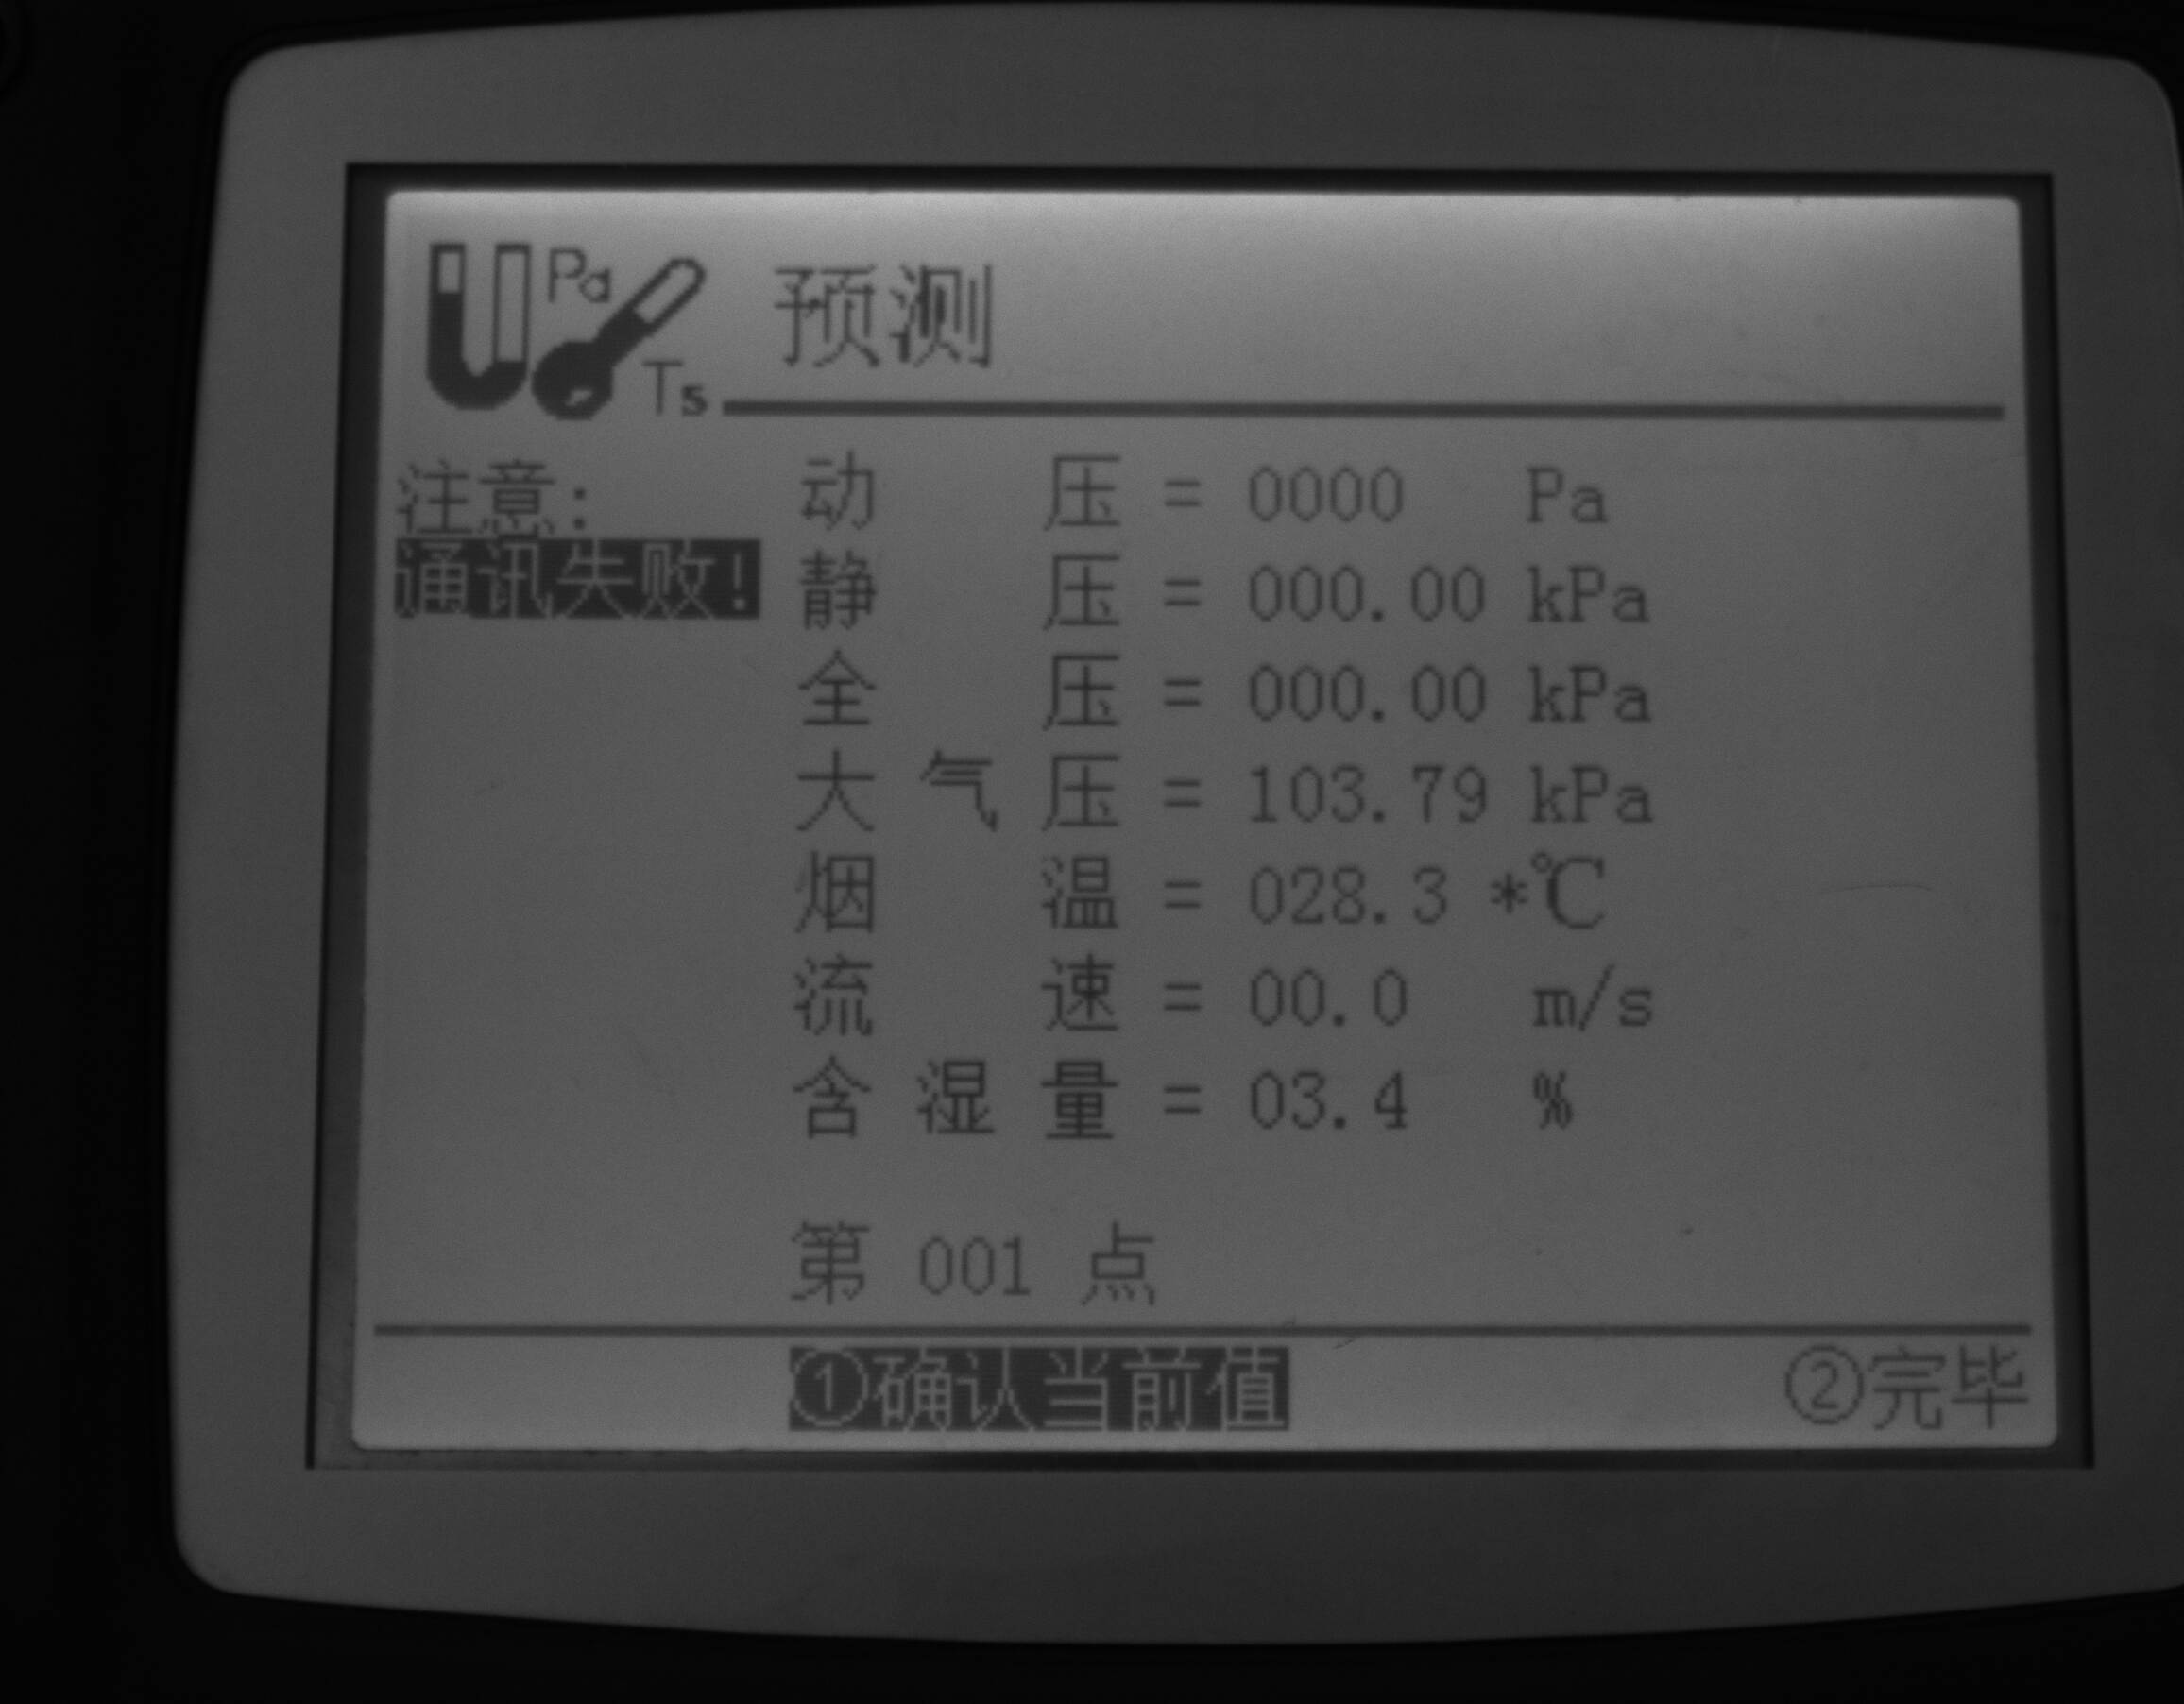 Pa
Ts
预测
注意:
通讯失败!
动 压 = 0000 Pa
静 压 = 000.00 kPa
全 压 = 000.00 kPa
大 气 压 = 103.79 kPa
烟 温 = 028.3 *℃
流 速 = 00.0 m/s
含 湿 量 = 03.4 %
第 001 点
①确认当前值
②完毕